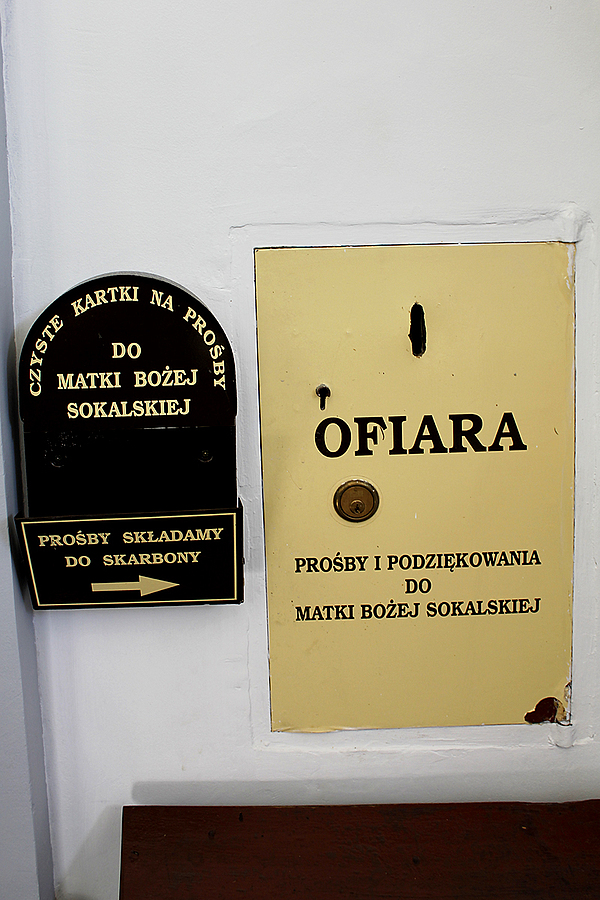 CZYSTE KARTKI NA PROŚBY
DO
MATKI BOŻEJ
SOKALSKIEJ
PROŚBY SKŁADAMY
DO SKARBONY
OFIARA
PROŚBY I PODZIĘKOWANIA
DO
MATKI BOŻEJ SOKALSKIEJ